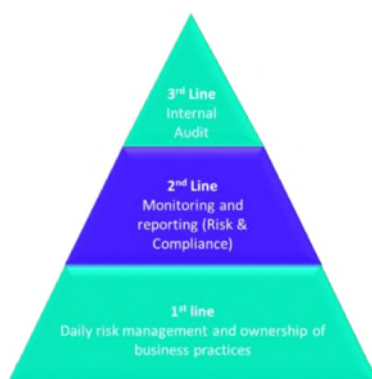 3rd Line
Internal
Audit
2nd Line
Monitoring and
reporting (Risk &
Compliance)
1st line
Daily risk management and ownership of
business practices